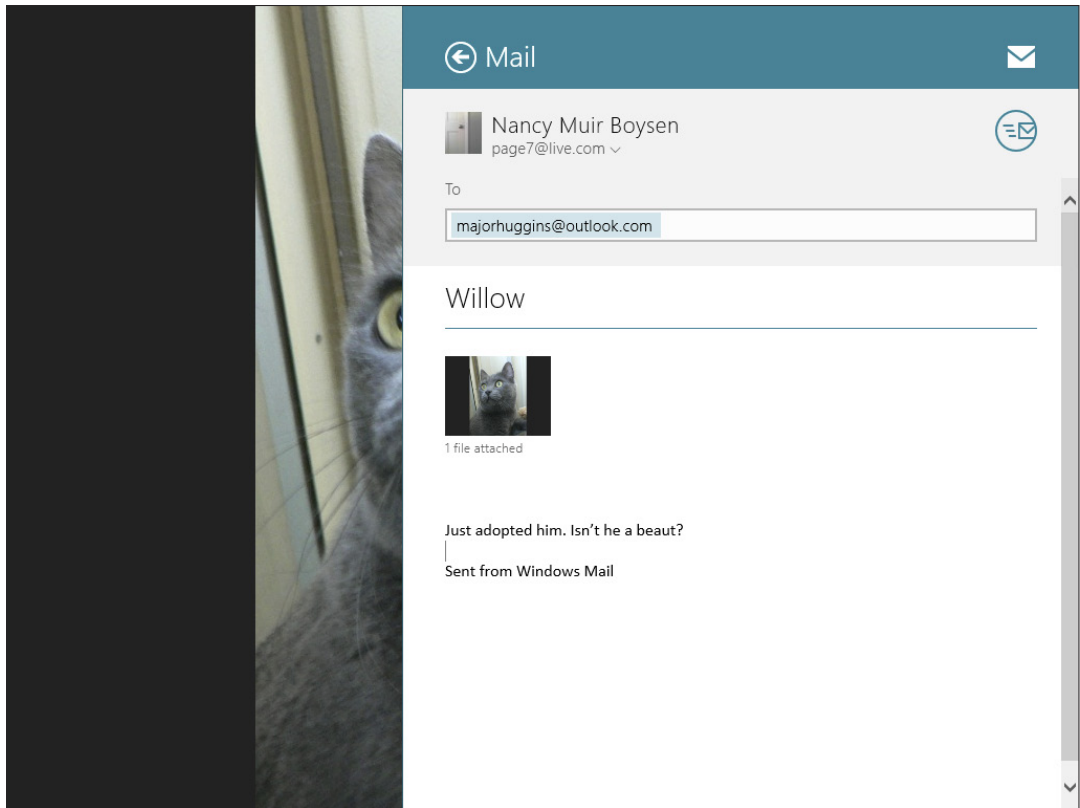 Mail
Nancy Muir Boysen
page7@live.com
To
majorhuggins@outlook.com
Willow
1 file attached
Just adopted him. Isn’t he a beaut?
Sent from Windows Mail